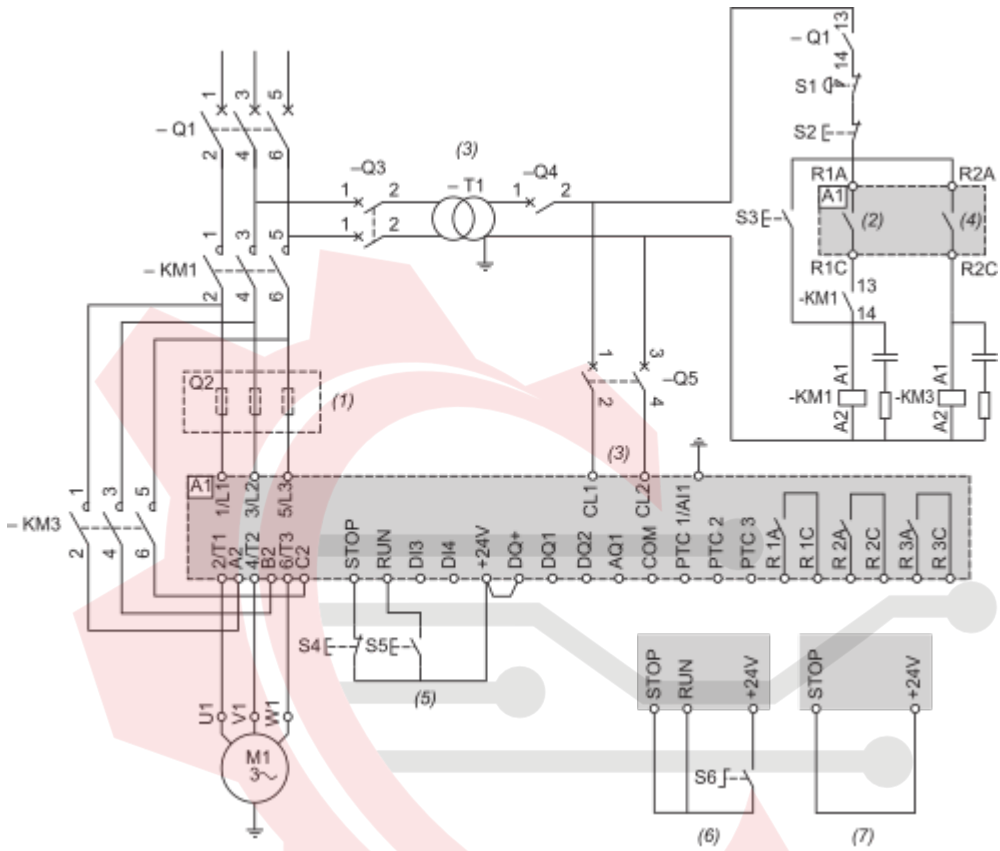 13
– Q1
14
S1
S2
R1A
R2A
A1
S3
(2)
(4)
R1C
R2C
13
-KM1
14
A1
A1
-KM1
-KM3
A2
A2
1
3
5
– Q1
2
4
6
–Q3
1
2
1
2
(3)
– T1
–Q4
1
2
1
3
5
– KM1
2
4
6
Q2
(1)
1
3
–Q5
2
4
(3)
A1
1/L1
3/L2
5/L3
CL1
CL2
1
3
5
– KM3
2
4
6
2/T1
A2
4/T2
B2
6/T3
C2
STOP
RUN
DI3
DI4
+24V
DQ+
DQ1
DQ2
AQ1
COM
PTC 1/AI1
PTC 2
PTC 3
R 1A
R 1C
R 2A
R 2C
R 3A
R 3C
S4
S5
(5)
STOP
RUN
+24V
STOP
+24V
S6
(6)
(7)
U1
V1
W1
M1
3~